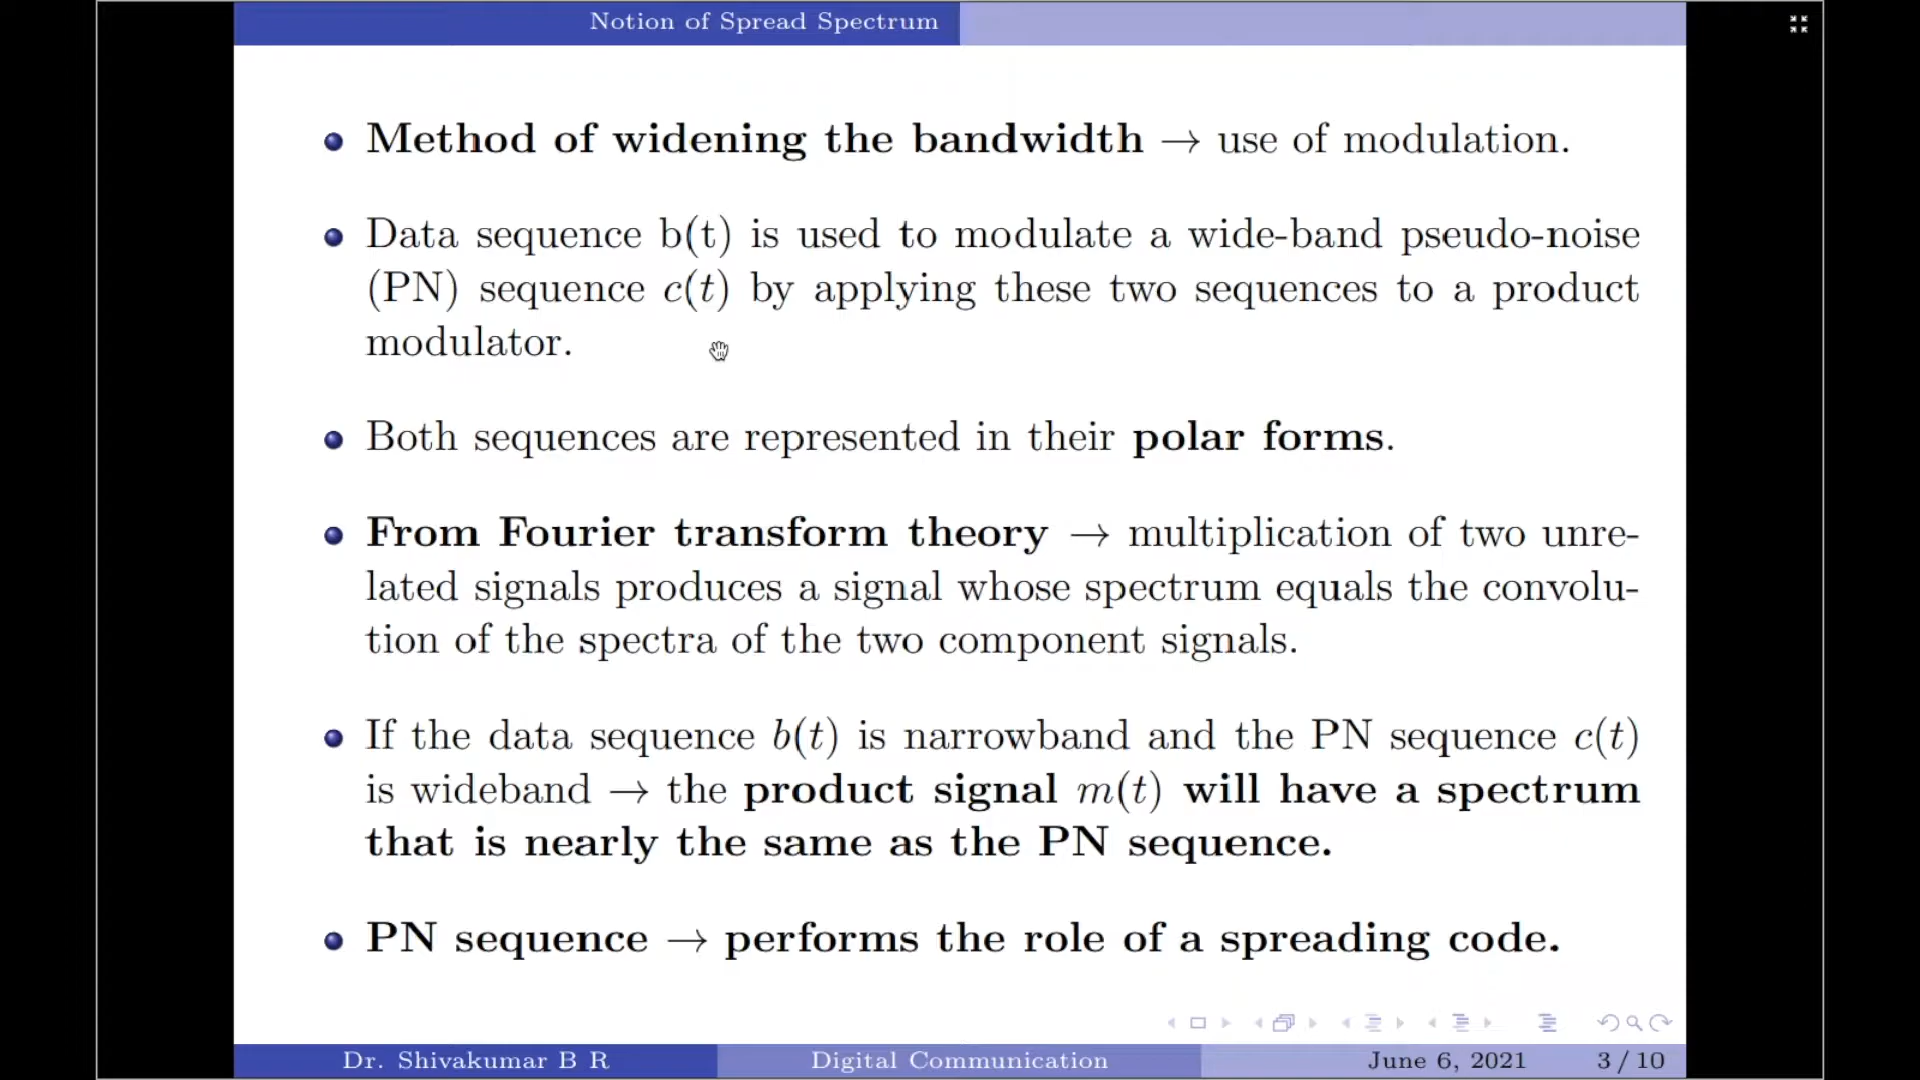 Notion of Spread Spectrum
Method of widening the bandwidth → use of modulation.
Data sequence b(t) is used to modulate a wide-band pseudo-noise
(PN) sequence c(t) by applying these two sequences to a product
modulator.
Both sequences are represented in their polar forms.
From Fourier transform theory → multiplication of two unre-
lated signals produces a signal whose spectrum equals the convolu-
tion of the spectra of the two component signals.
If the data sequence b(t) is narrowband and the PN sequence c(t)
is wideband → the product signal m(t) will have a spectrum
that is nearly the same as the PN sequence.
PN sequence → performs the role of a spreading code.
Dr. Shivakumar B R Digital Communication June 6, 2021 3 / 10